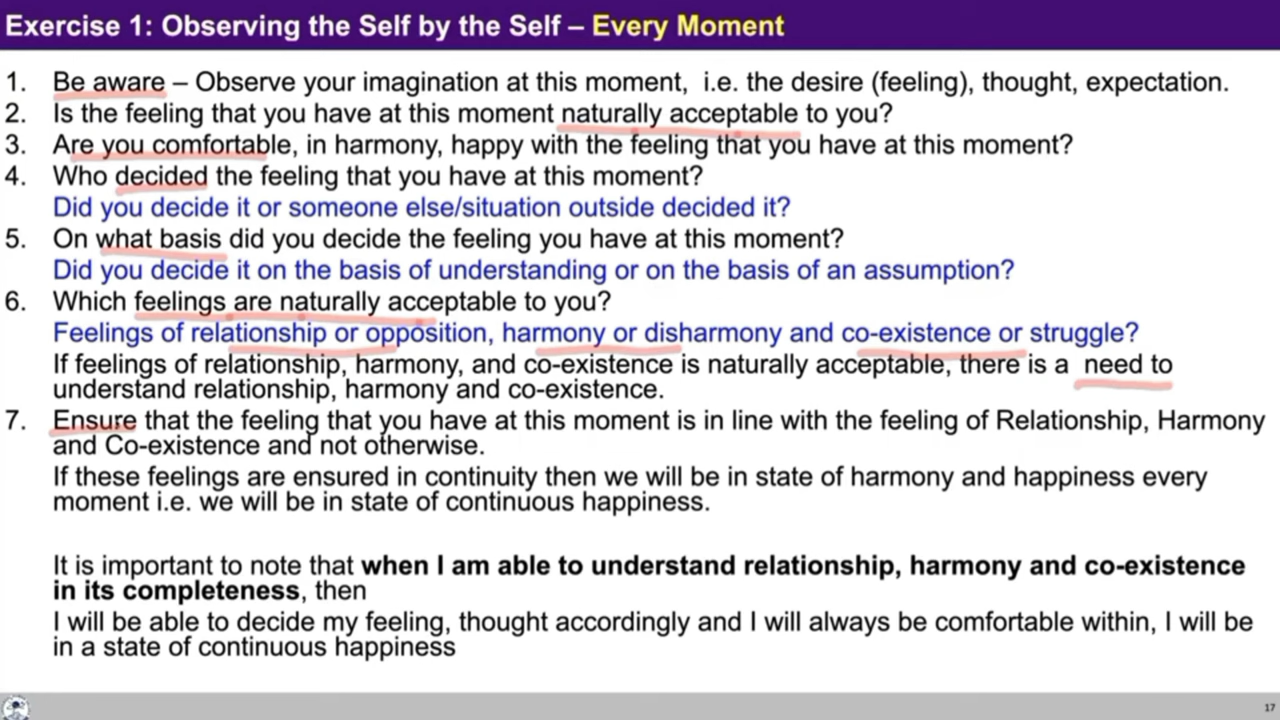 Exercise 1: Observing the Self by the Self – Every Moment
1. Be aware – Observe your imagination at this moment, i.e. the desire (feeling), thought, expectation.
2. Is the feeling that you have at this moment naturally acceptable to you?
3. Are you comfortable, in harmony, happy with the feeling that you have at this moment?
4. Who decided the feeling that you have at this moment?
Did you decide it or someone else/situation outside decided it?
5. On what basis did you decide the feeling you have at this moment?
Did you decide it on the basis of understanding or on the basis of an assumption?
6. Which feelings are naturally acceptable to you?
Feelings of relationship or opposition, harmony or disharmony and co-existence or struggle?
If feelings of relationship, harmony, and co-existence is naturally acceptable, there is a need to
understand relationship, harmony and co-existence.
7. Ensure that the feeling that you have at this moment is in line with the feeling of Relationship, Harmony
and Co-existence and not otherwise.
If these feelings are ensured in continuity then we will be in state of harmony and happiness every
moment i.e. we will be in state of continuous happiness.
It is important to note that when I am able to understand relationship, harmony and co-existence
in its completeness, then
I will be able to decide my feeling, thought accordingly and I will always be comfortable within, I will be
in a state of continuous happiness
17